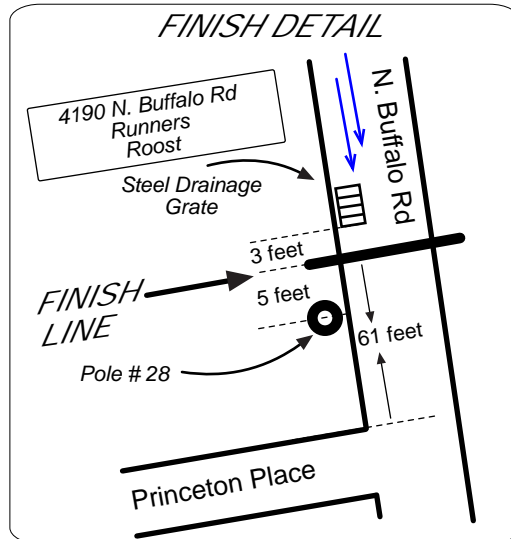 FINISH DETAIL
4190 N. Buffalo Rd
Runners
Roost
N. Buffalo Rd
Steel Drainage
Grate
3 feet
FINISH
LINE
5 feet
61 feet
Pole # 28
Princeton Place